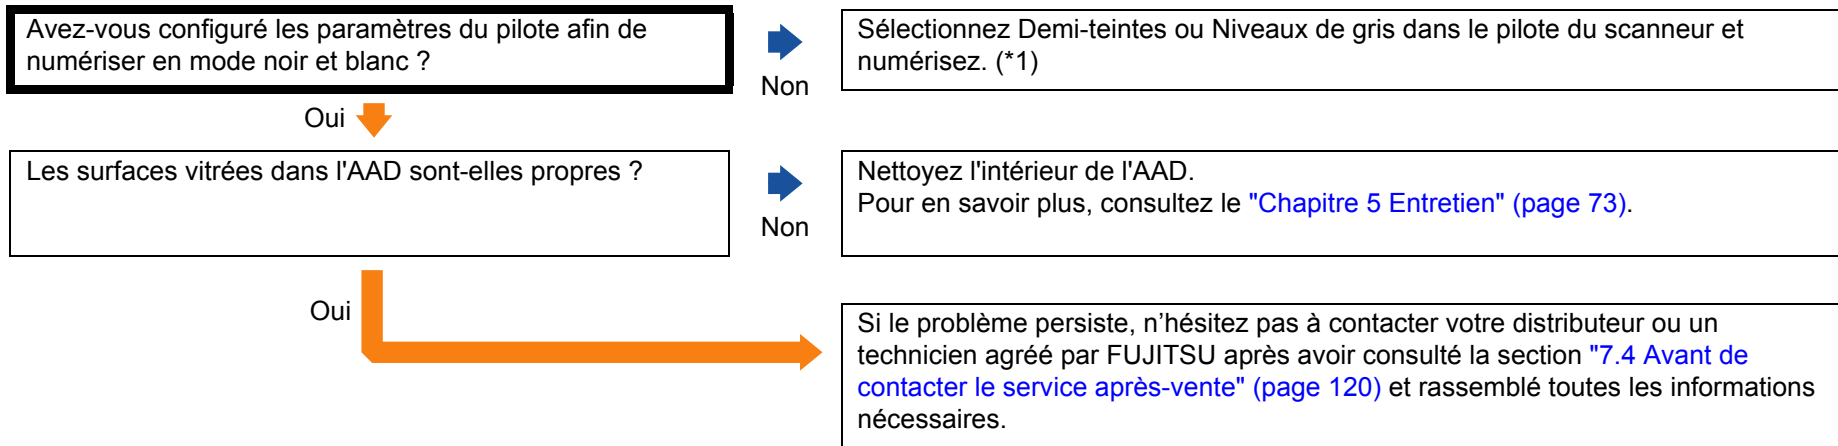 Avez-vous configuré les paramètres du pilote afin de
numériser en mode noir et blanc ?
Non
Sélectionnez Demi-teintes ou Niveaux de gris dans le pilote du scanneur et
numérisez. (*1)
Oui
Les surfaces vitrées dans l'AAD sont-elles propres ?
Non
Nettoyez l'intérieur de l'AAD.
Pour en savoir plus, consultez le "Chapitre 5 Entretien" (page 73).
Oui
Si le problème persiste, n’hésitez pas à contacter votre distributeur ou un
technicien agréé par FUJITSU après avoir consulté la section "7.4 Avant de
contacter le service après-vente" (page 120) et rassemblé toutes les informations
nécessaires.